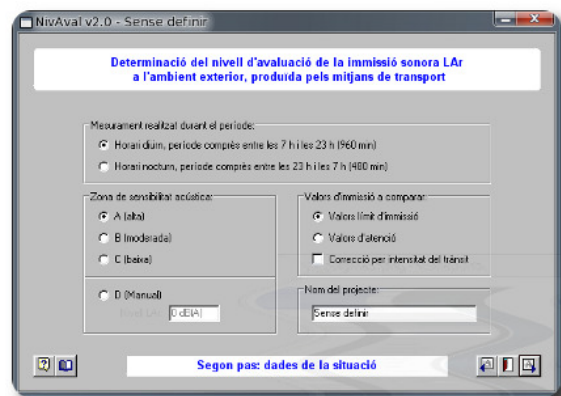 NivAval v2.0 - Sense definir
Determinació del nivell d'avaluació de la immissió sonora LAr
a l'ambient exterior, produïda pels mitjans de transport
Mesurament realitzat durant el període:
Horari diürn, període comprès entre les 7 h i les 23 h (960 min)
Horari nocturn, període comprès entre les 23 h i les 7 h (480 min)
Zona de sensibilitat acústica:
A (alta)
B (moderada)
C (baixa)
D (Manual)
Nivell LAr: 0 dB(A)
Valors d'immissió a comparar:
Valors límit d'immissió
Valors d'atenció
Correcció per intensitat del trànsit
Nom del projecte:
Sense definir
Segon pas: dades de la situació